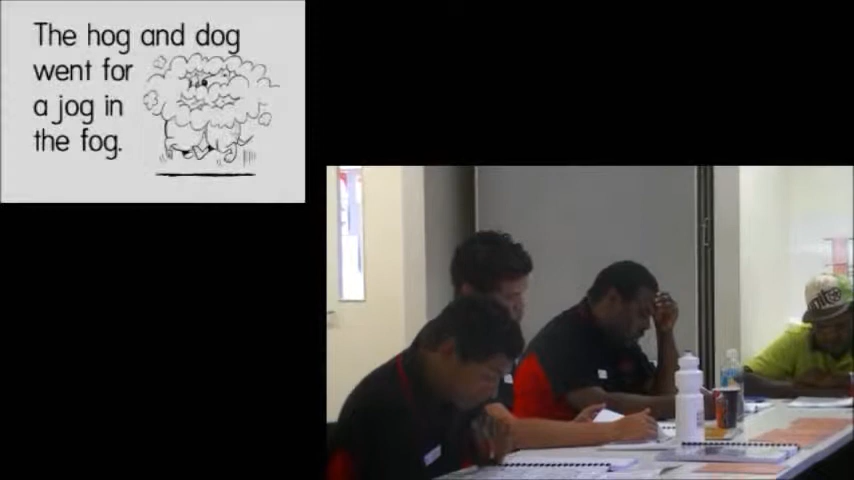 The hog and dog
went for
a jog in
the fog.